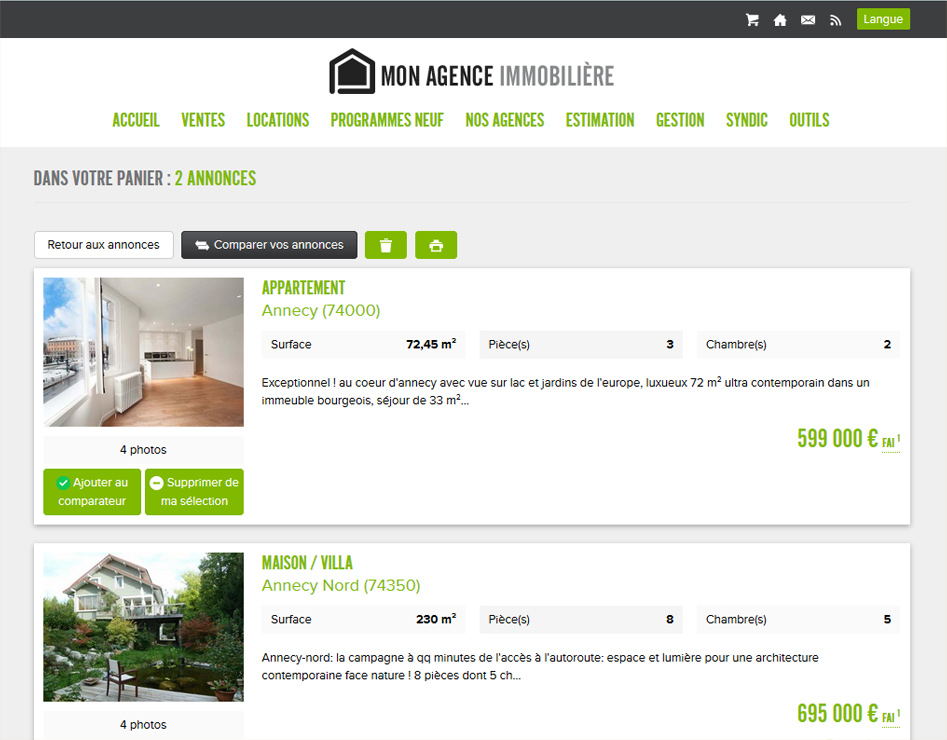 Langue
MON AGENCE IMMOBILIÈRE
ACCUEIL VENTES LOCATIONS PROGRAMMES NEUF NOS AGENCES ESTIMATION GESTION SYNDIC OUTILS
DANS VOTRE PANIER : 2 ANNONCES
Retour aux annonces Comparer vos annonces
APPARTEMENT
Annecy (74000)
Surface 72,45 m² Pièce(s) 3 Chambre(s) 2
Exceptionnel ! au coeur d'annecy avec vue sur lac et jardins de l'europe, luxueux 72 m² ultra contemporain dans un
immeuble bourgeois, séjour de 33 m²...
599 000 € FAI ¹
4 photos
Ajouter au
comparateur
Supprimer de
ma sélection
MAISON / VILLA
Annecy Nord (74350)
Surface 230 m² Pièce(s) 8 Chambre(s) 5
Annecy-nord: la campagne à qq minutes de l'accès à l'autoroute: espace et lumière pour une architecture
contemporaine face nature ! 8 pièces dont 5 ch...
695 000 € FAI ¹
4 photos